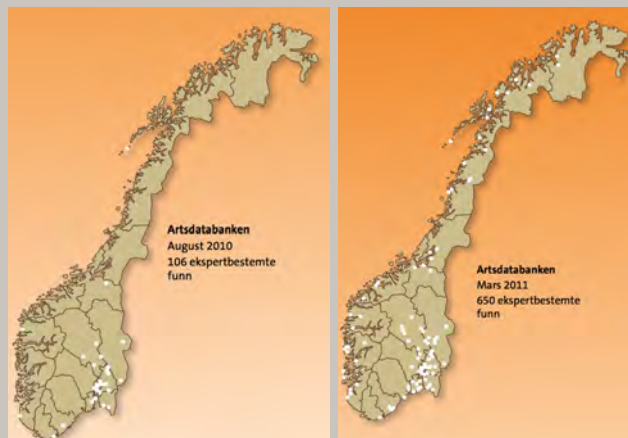 Artsdatabanken
August 2010
106 ekspertbestemte
funn
Artsdatabanken
Mars 2011
650 ekspertbestemte
funn